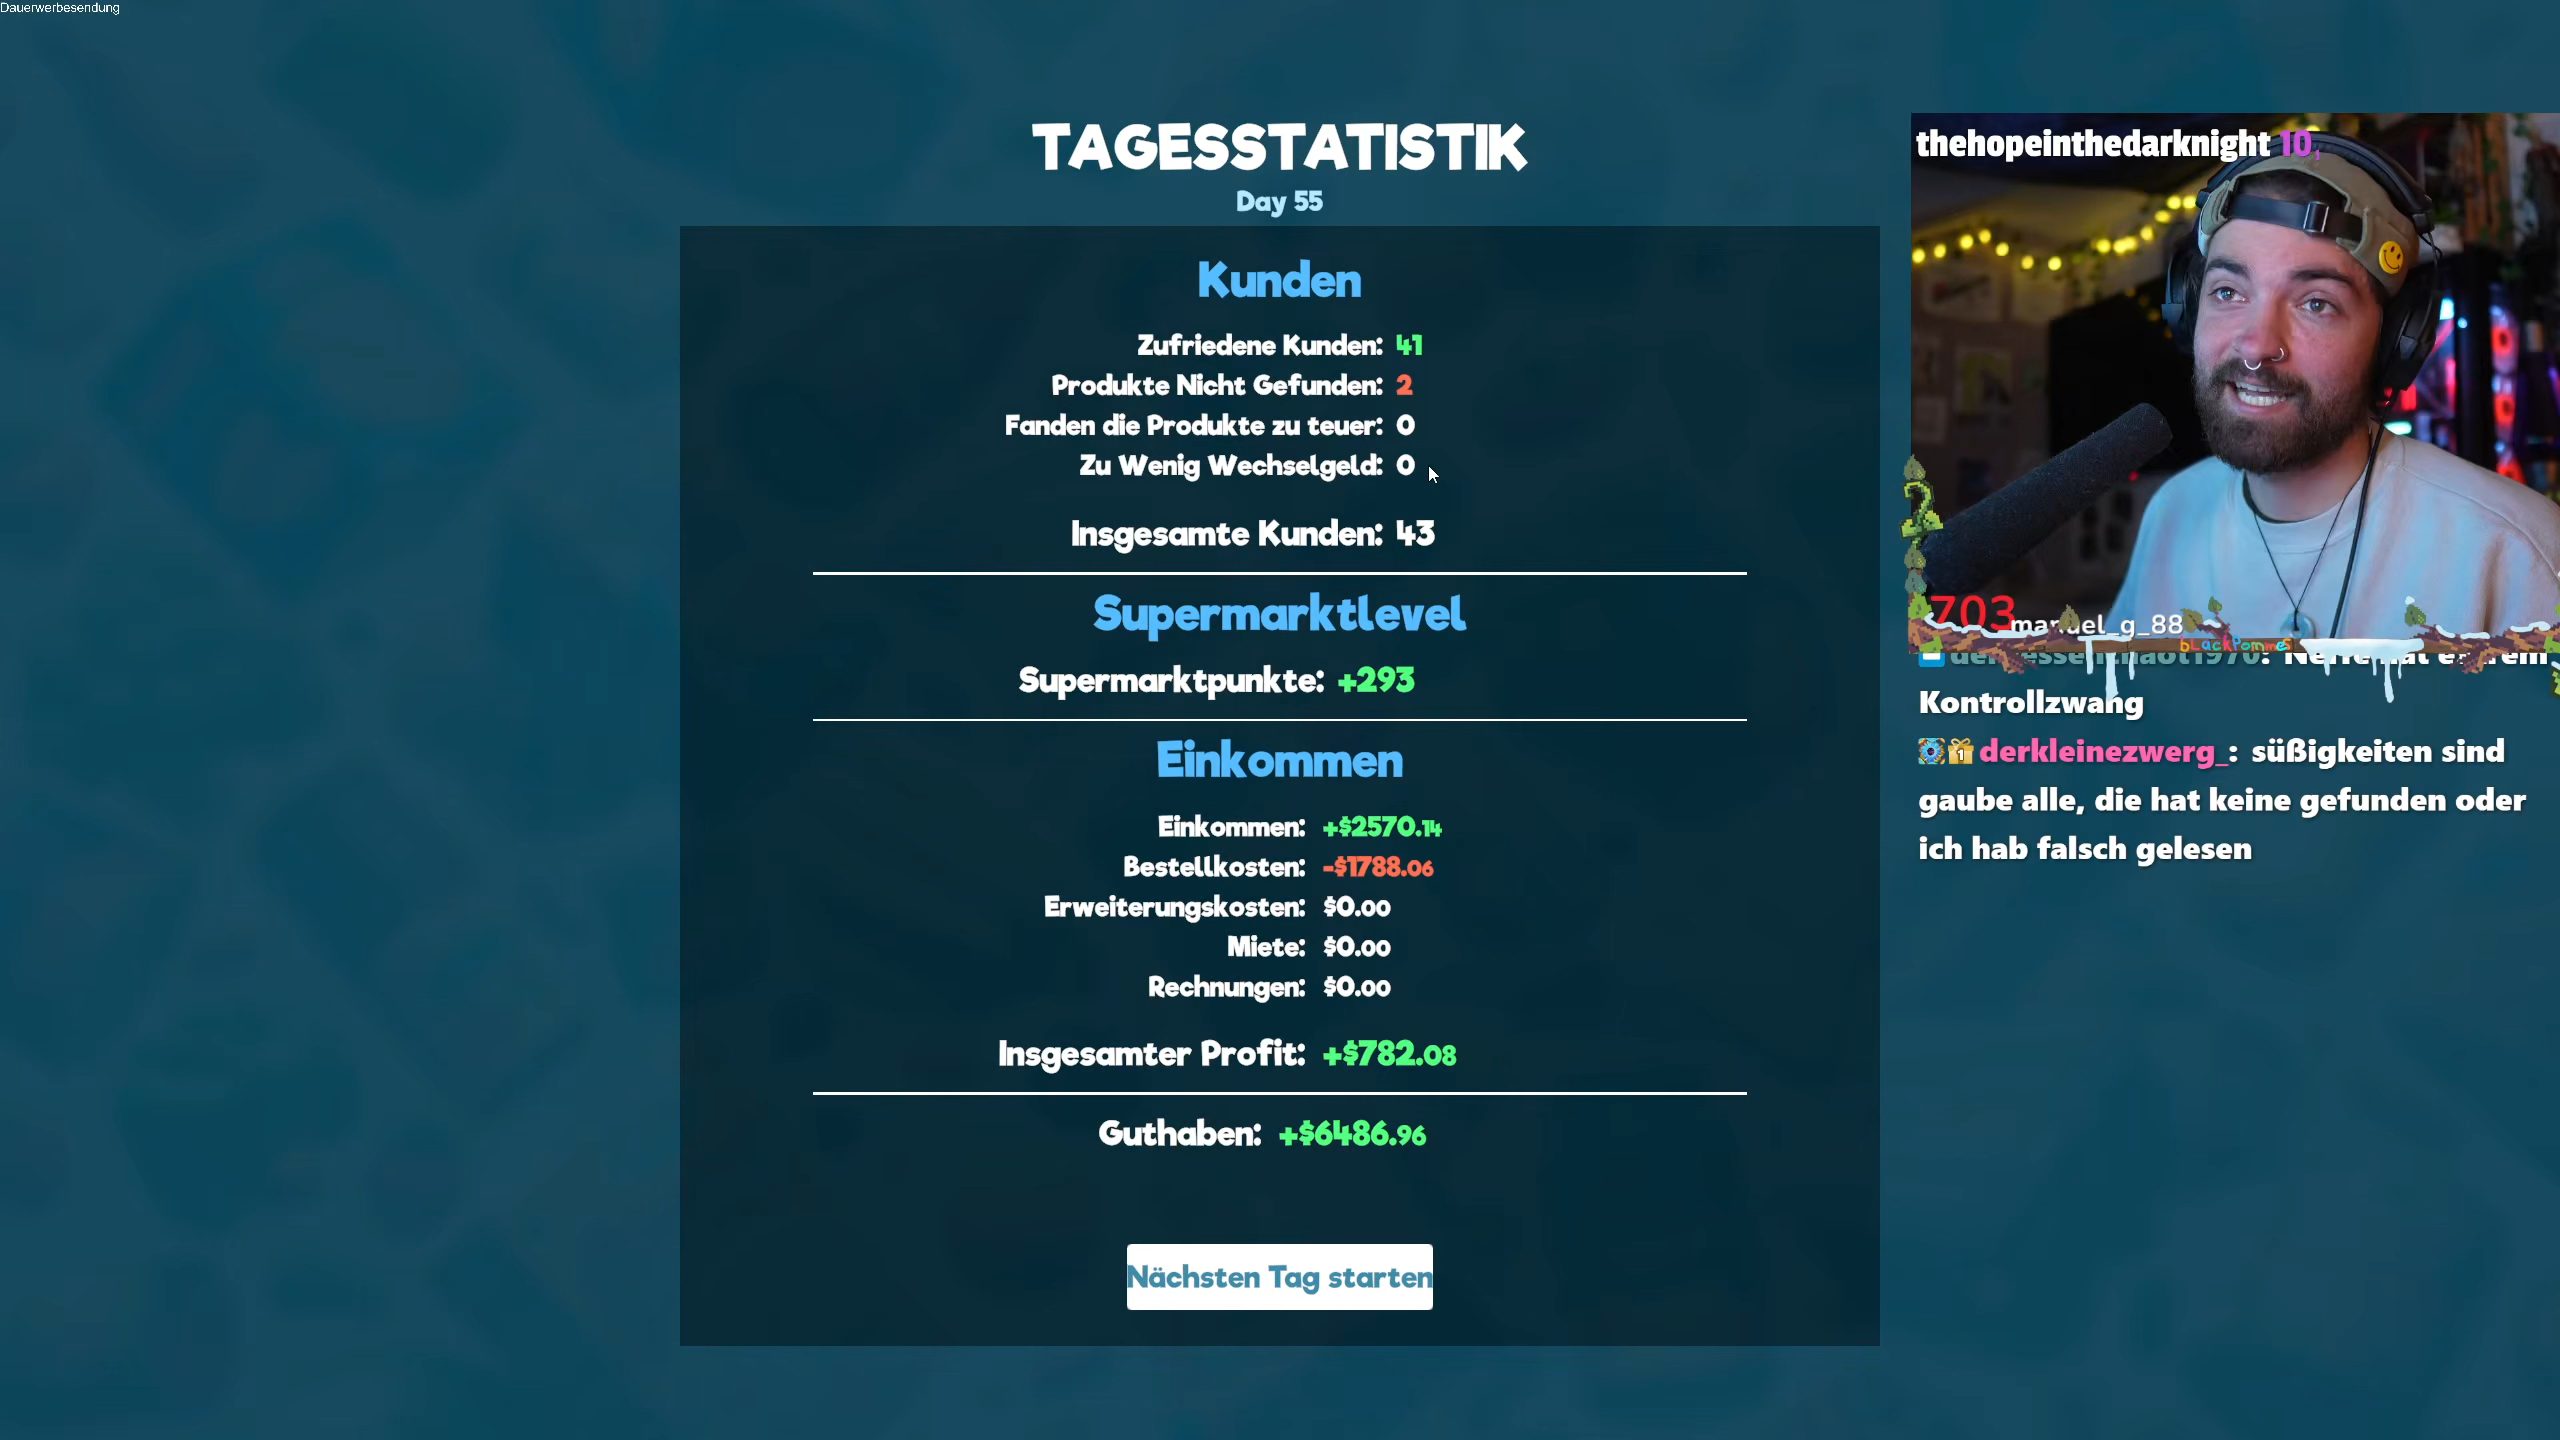 Dauerwerbesendung
TAGESSTATISTIK
Day 55
Kunden
Zufriedene Kunden: 41
Produkte Nicht Gefunden: 2
Fanden die Produkte zu teuer: 0
Zu Wenig Wechselgeld: 0
Insgesamte Kunden: 43
Supermarktlevel
Supermarktpunkte: +293
Einkommen
Einkommen: +$2570.14
Bestellkosten: -$1788.06
Erweiterungskosten: $0.00
Miete: $0.00
Rechnungen: $0.00
Insgesamter Profit: +$782.08
Guthaben: +$6486.96
Nächsten Tag starten
thehopeinthedarknight 10
703 manuel_g_88
blackPommes
Kontrollzwang
derkleinezwerg_: süßigkeiten sind
gaube alle, die hat keine gefunden oder
ich hab falsch gelesen